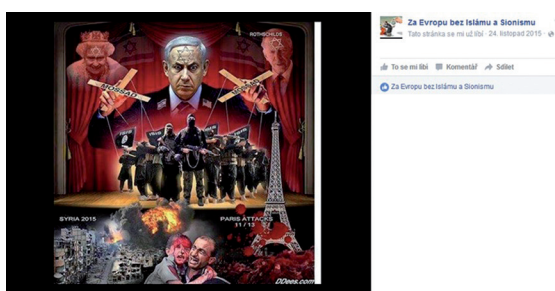 ROTHSCHILDS
MOSSAD
SYRIA 2015
PARIS ATTACKS
11 / 13
DDees.com
Za Evropu bez Islámu a Sionismu
Tato stránka se mi už líbí · 24. listopad 2015 ·
To se mi líbí Komentář Sdílet
Za Evropu bez Islámu a Sionismu